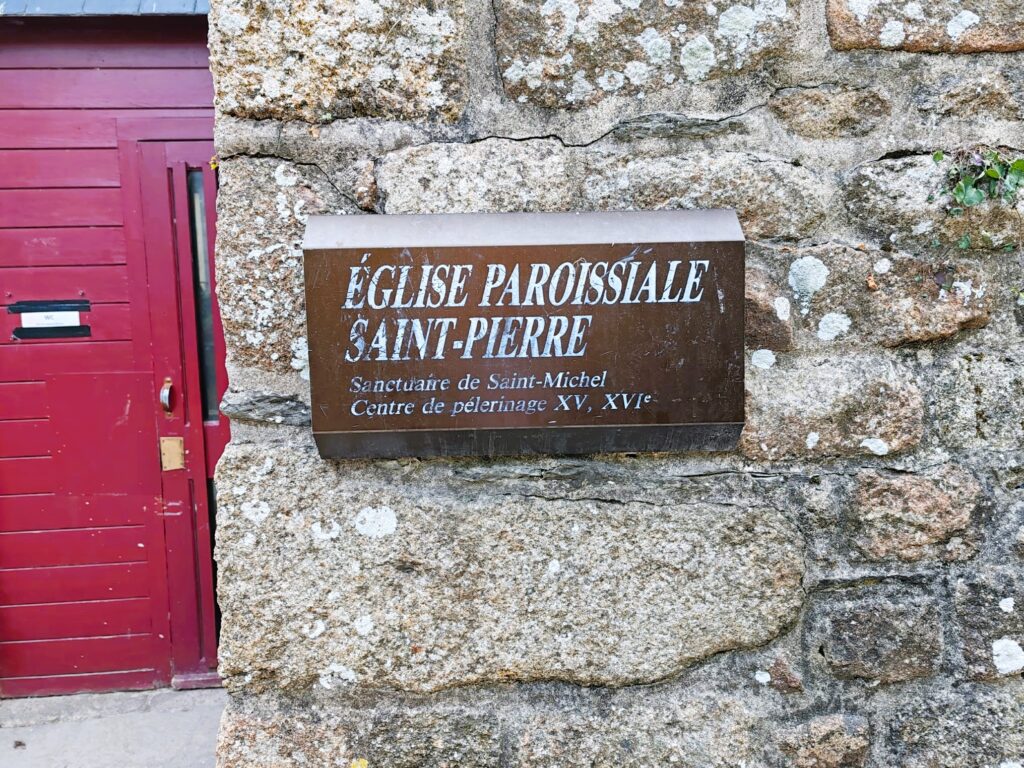 ÉGLISE PAROISSIALE
SAINT-PIERRE
Sanctuaire de Saint-Michel
Centre de pélerinage XV, XVIe